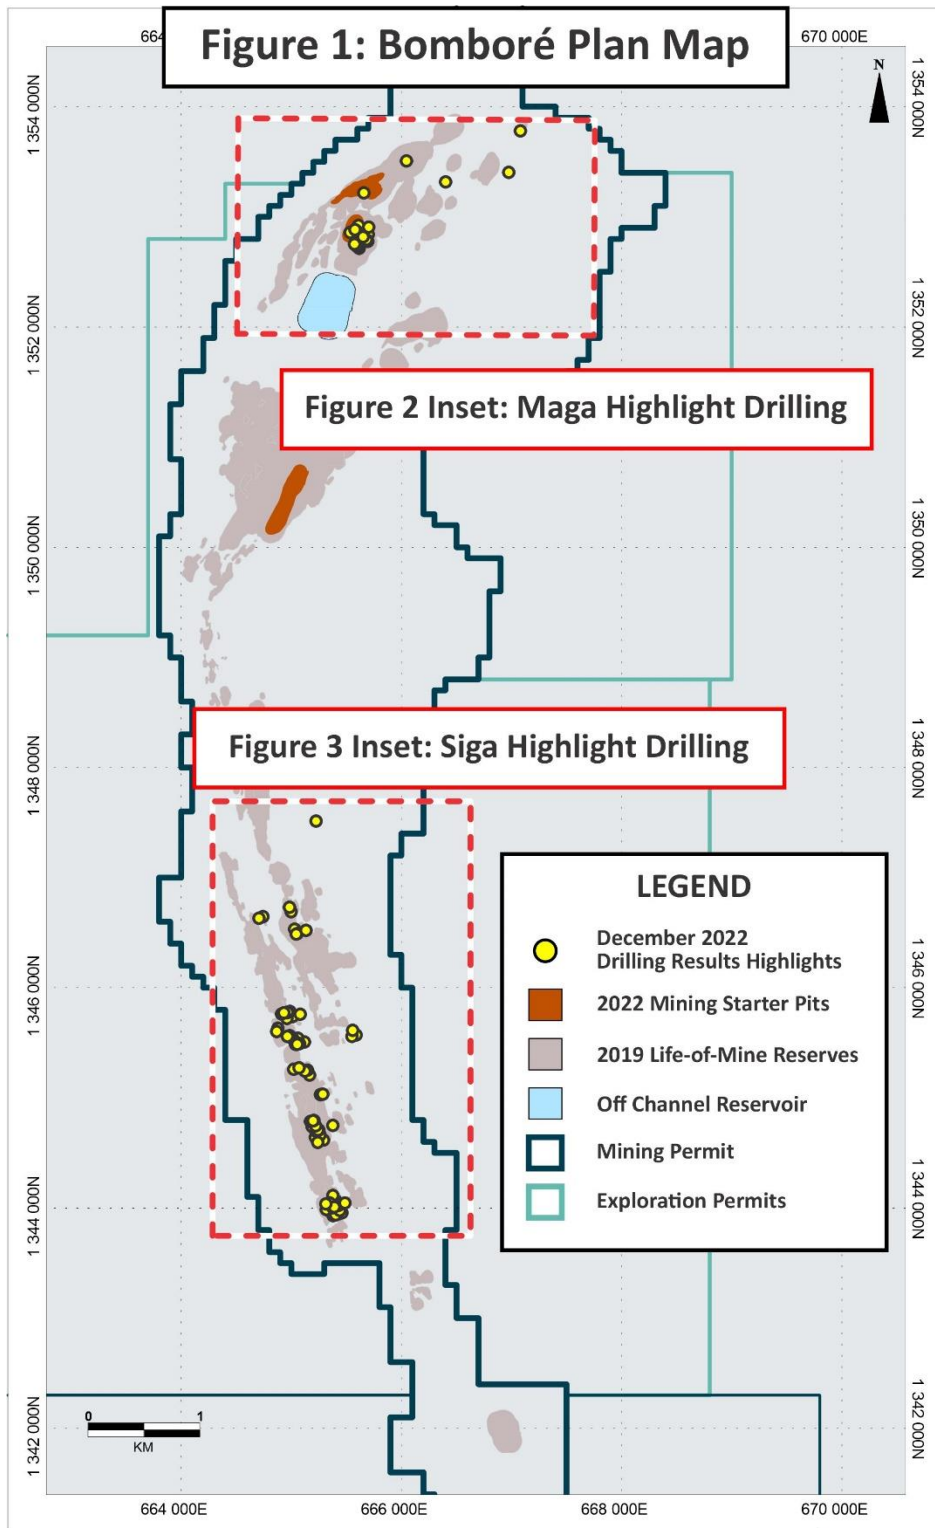 Figure 1: Bomboré Plan Map
664
670 000E
N
1 354 000N
1 354 000N
1 352 000N
1 352 000N
Figure 2 Inset: Maga Highlight Drilling
1 350 000N
1 350 000N
Figure 3 Inset: Siga Highlight Drilling
1 348 000N
1 348 000N
LEGEND
December 2022
Drilling Results Highlights
2022 Mining Starter Pits
2019 Life-of-Mine Reserves
Off Channel Reservoir
Mining Permit
Exploration Permits
1 346 000N
1 346 000N
1 344 000N
1 344 000N
1 342 000N
1 342 000N
0 1
KM
664 000E 666 000E 668 000E 670 000E